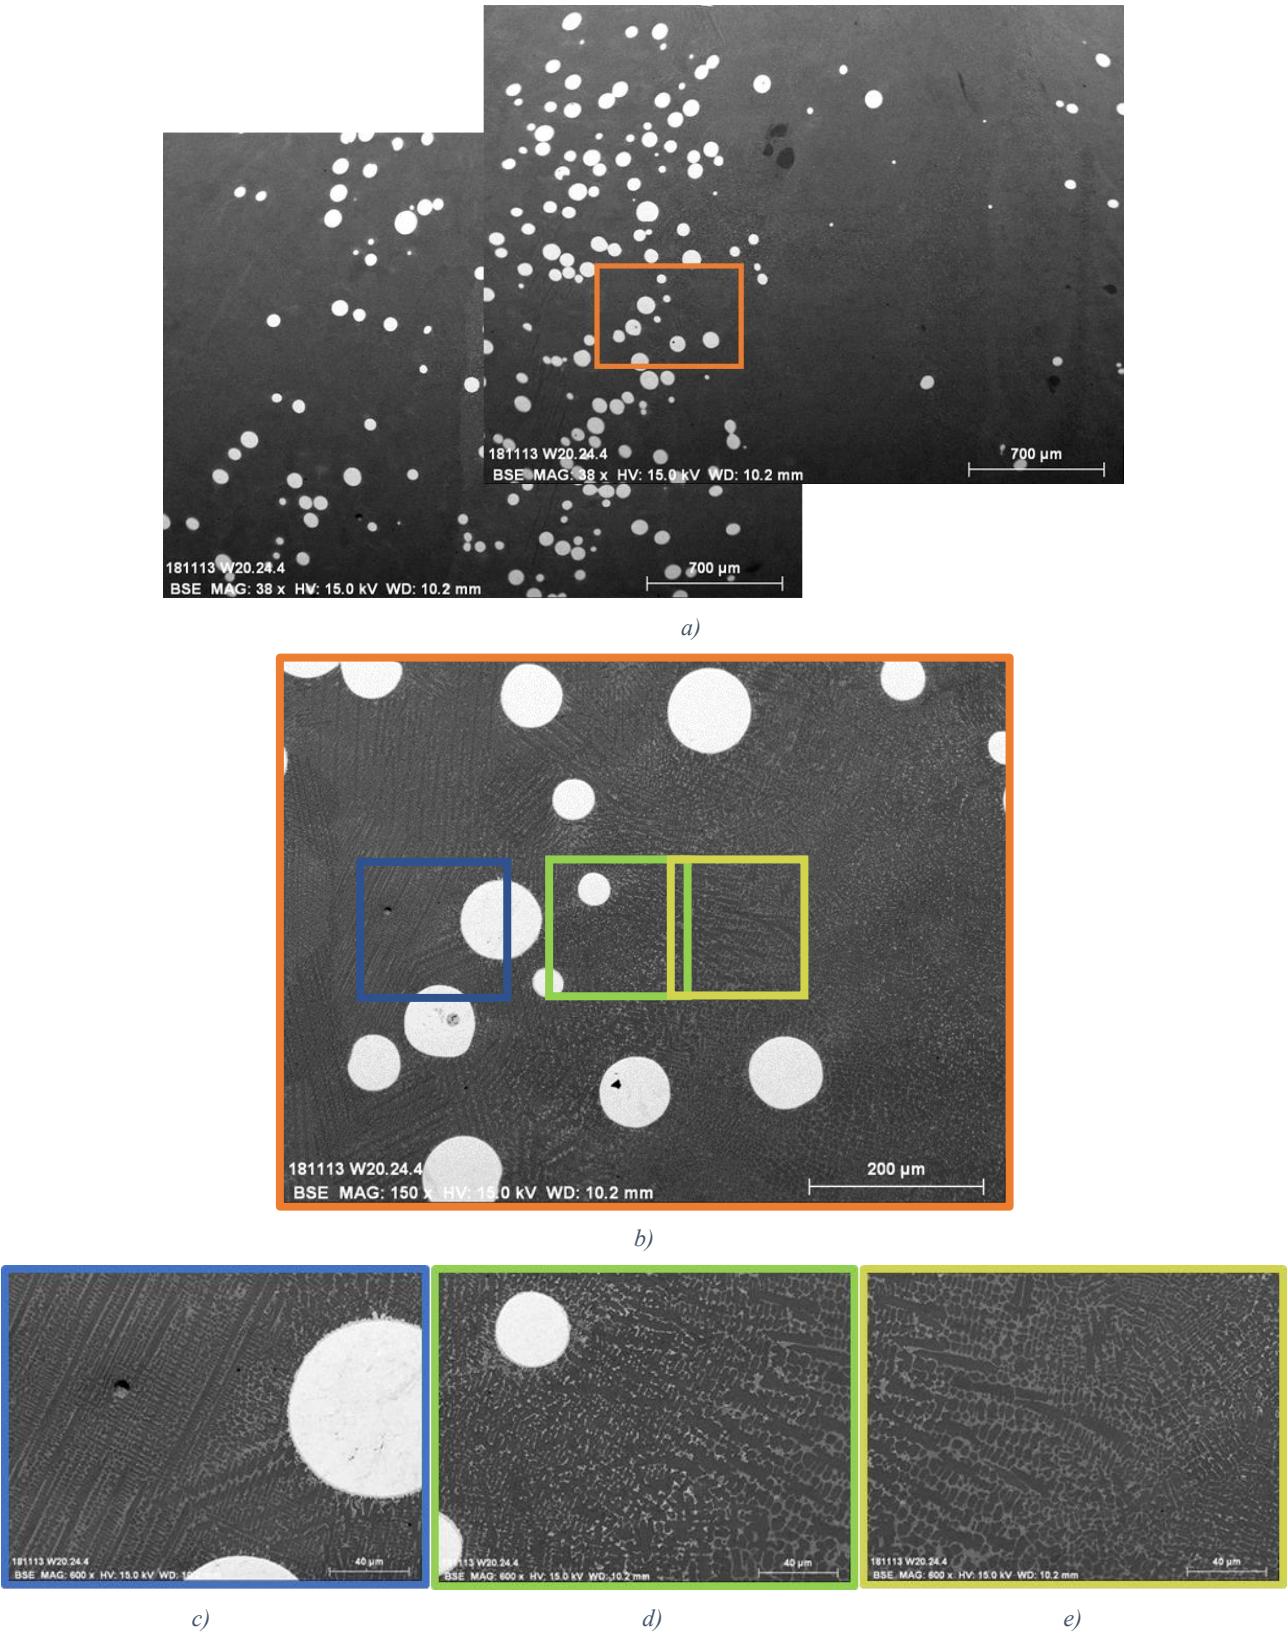 181113 W20.24.4
BSE MAG: 38 x HV: 15.0 kV WD: 10.2 mm
700 µm
181113 W20.24.4
BSE MAG: 38 x HV: 15.0 kV WD: 10.2 mm
700 µm
a)
181113 W20.24.4
BSE MAG: 150 x HV: 15.0 kV WD: 10.2 mm
200 µm
b)
181113 W20.24.4
BSE MAG: 600 x HV: 15.0 kV WD: mm
40 µm
181113 W20.24.4
BSE MAG: 600 x HV: 15.0 kV WD: 10.2 mm
40 µm
181113 W20.24.4
BSE MAG: 600 x HV: 15.0 kV WD: 10.2 mm
40 µm
c)
d)
e)